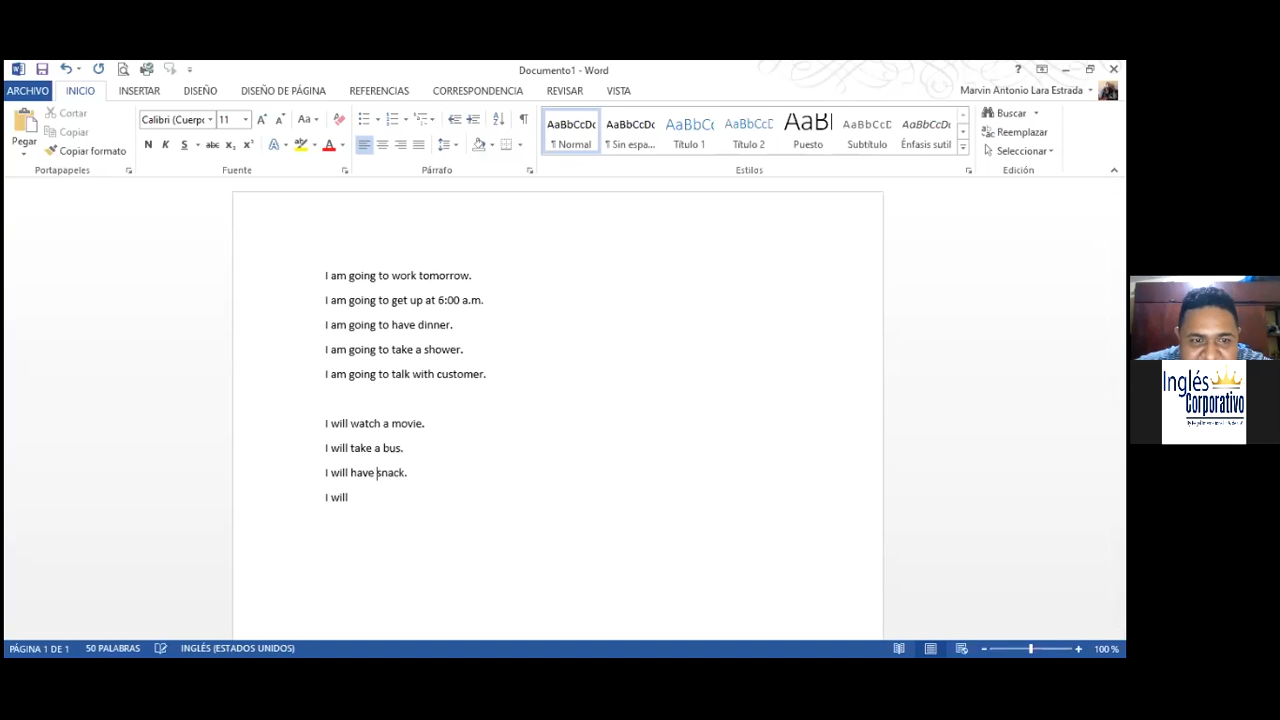 Documento1 - Word
ARCHIVO INICIO INSERTAR DISEÑO DISEÑO DE PÁGINA REFERENCIAS CORRESPONDENCIA REVISAR VISTA Marvin Antonio Lara Estrada
Pegar
Cortar
Copiar
Copiar formato
Portapapeles
Calibri (Cuerpo 11
Fuente
Párrafo
AaBbCcDc AaBbCcDc AaBbCc AaBbCcD AaBl AaBbCcD AaBbCcDc
¶ Normal ¶ Sin espa... Título 1 Título 2 Puesto Subtítulo Énfasis sutil
Estilos
Buscar
Reemplazar
Seleccionar
Edición
I am going to work tomorrow.
I am going to get up at 6:00 a.m.
I am going to have dinner.
I am going to take a shower.
I am going to talk with customer.
I will watch a movie.
I will take a bus.
I will have snack.
I will
Inglés
Corporativo
PÁGINA 1 DE 1 50 PALABRAS INGLÉS (ESTADOS UNIDOS) 100 %